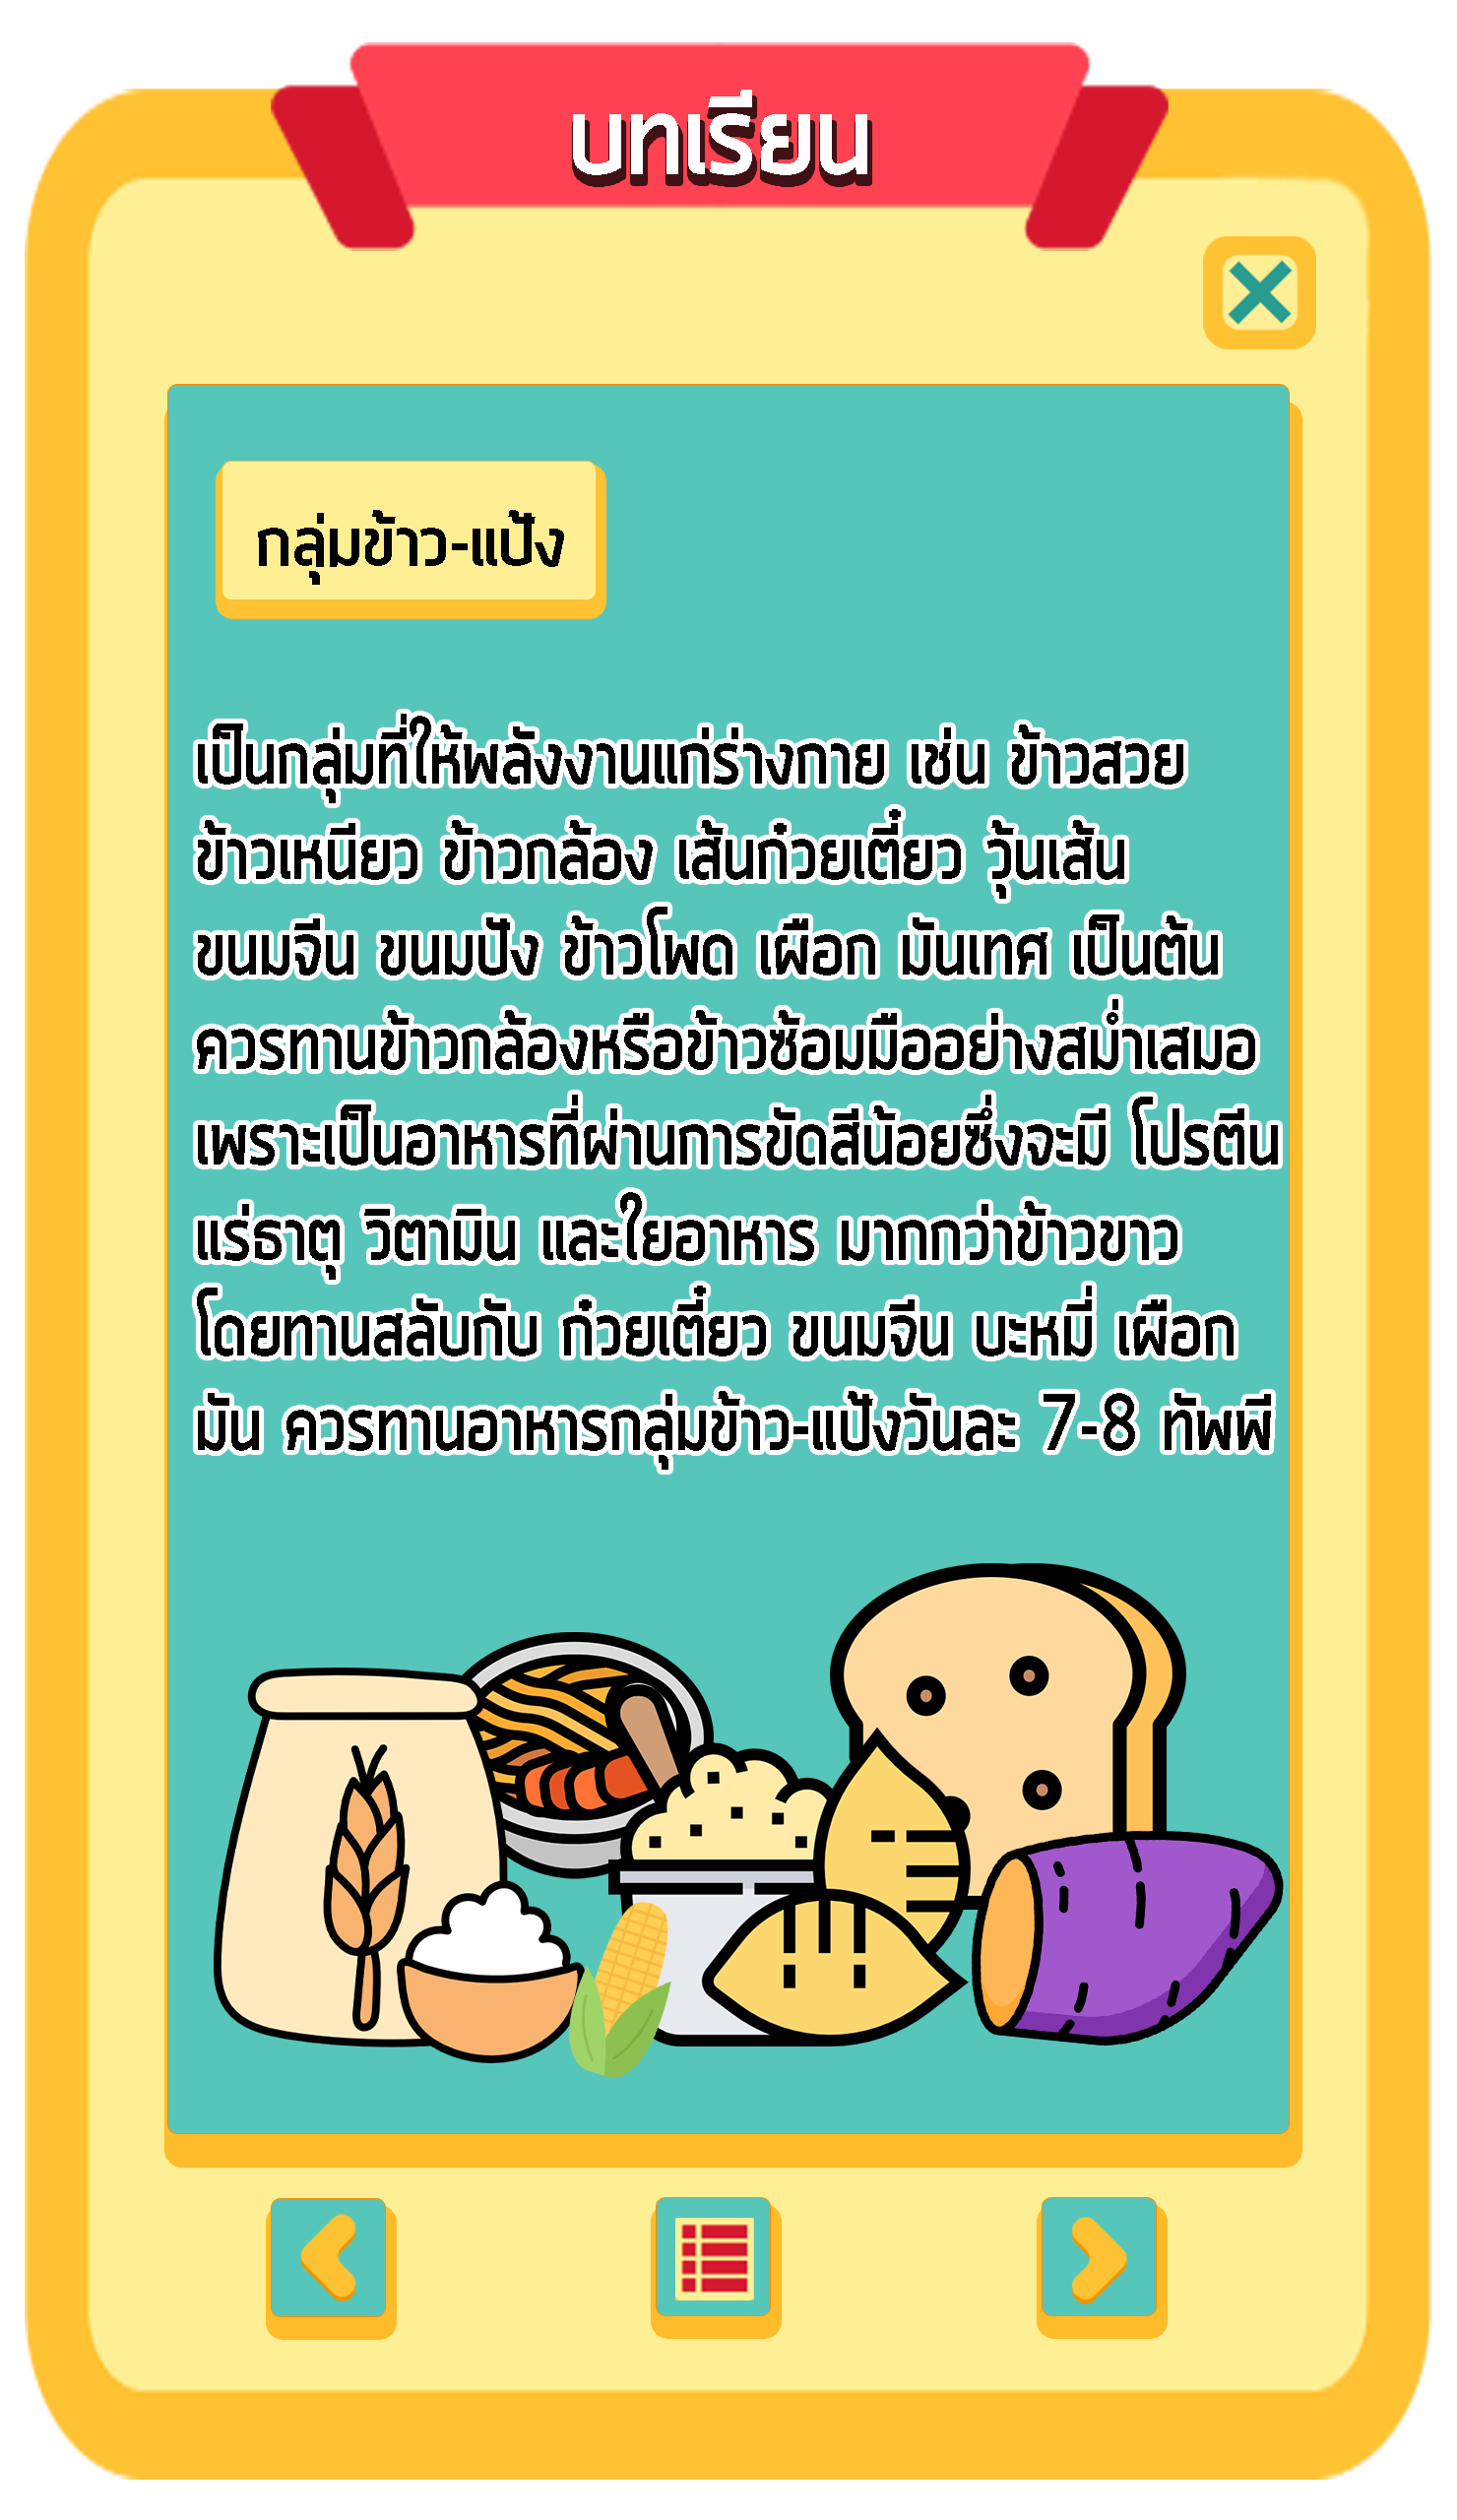 บทเรียน
กลุ่มข้าว-แป้ง
เป็นกลุ่มที่ให้พลังงานแก่ร่างกาย เช่น ข้าวสวย
ข้าวเหนียว ข้าวกล้อง เส้นก๋วยเตี๋ยว วุ้นเส้น
ขนมจีน ขนมปัง ข้าวโพด เผือก มันเทศ เป็นต้น
ควรทานข้าวกล้องหรือข้าวซ้อมมืออย่างสม่ำเสมอ
เพราะเป็นอาหารที่ผ่านการขัดสีน้อยซึ่งจะมี โปรตีน
แร่ธาตุ วิตามิน และใยอาหาร มากกว่าข้าวขาว
โดยทานสลับกับ ก๋วยเตี๋ยว ขนมจีน บะหมี่ เผือก
มัน ควรทานอาหารกลุ่มข้าว-แป้งวันละ 7-8 ทัพพี